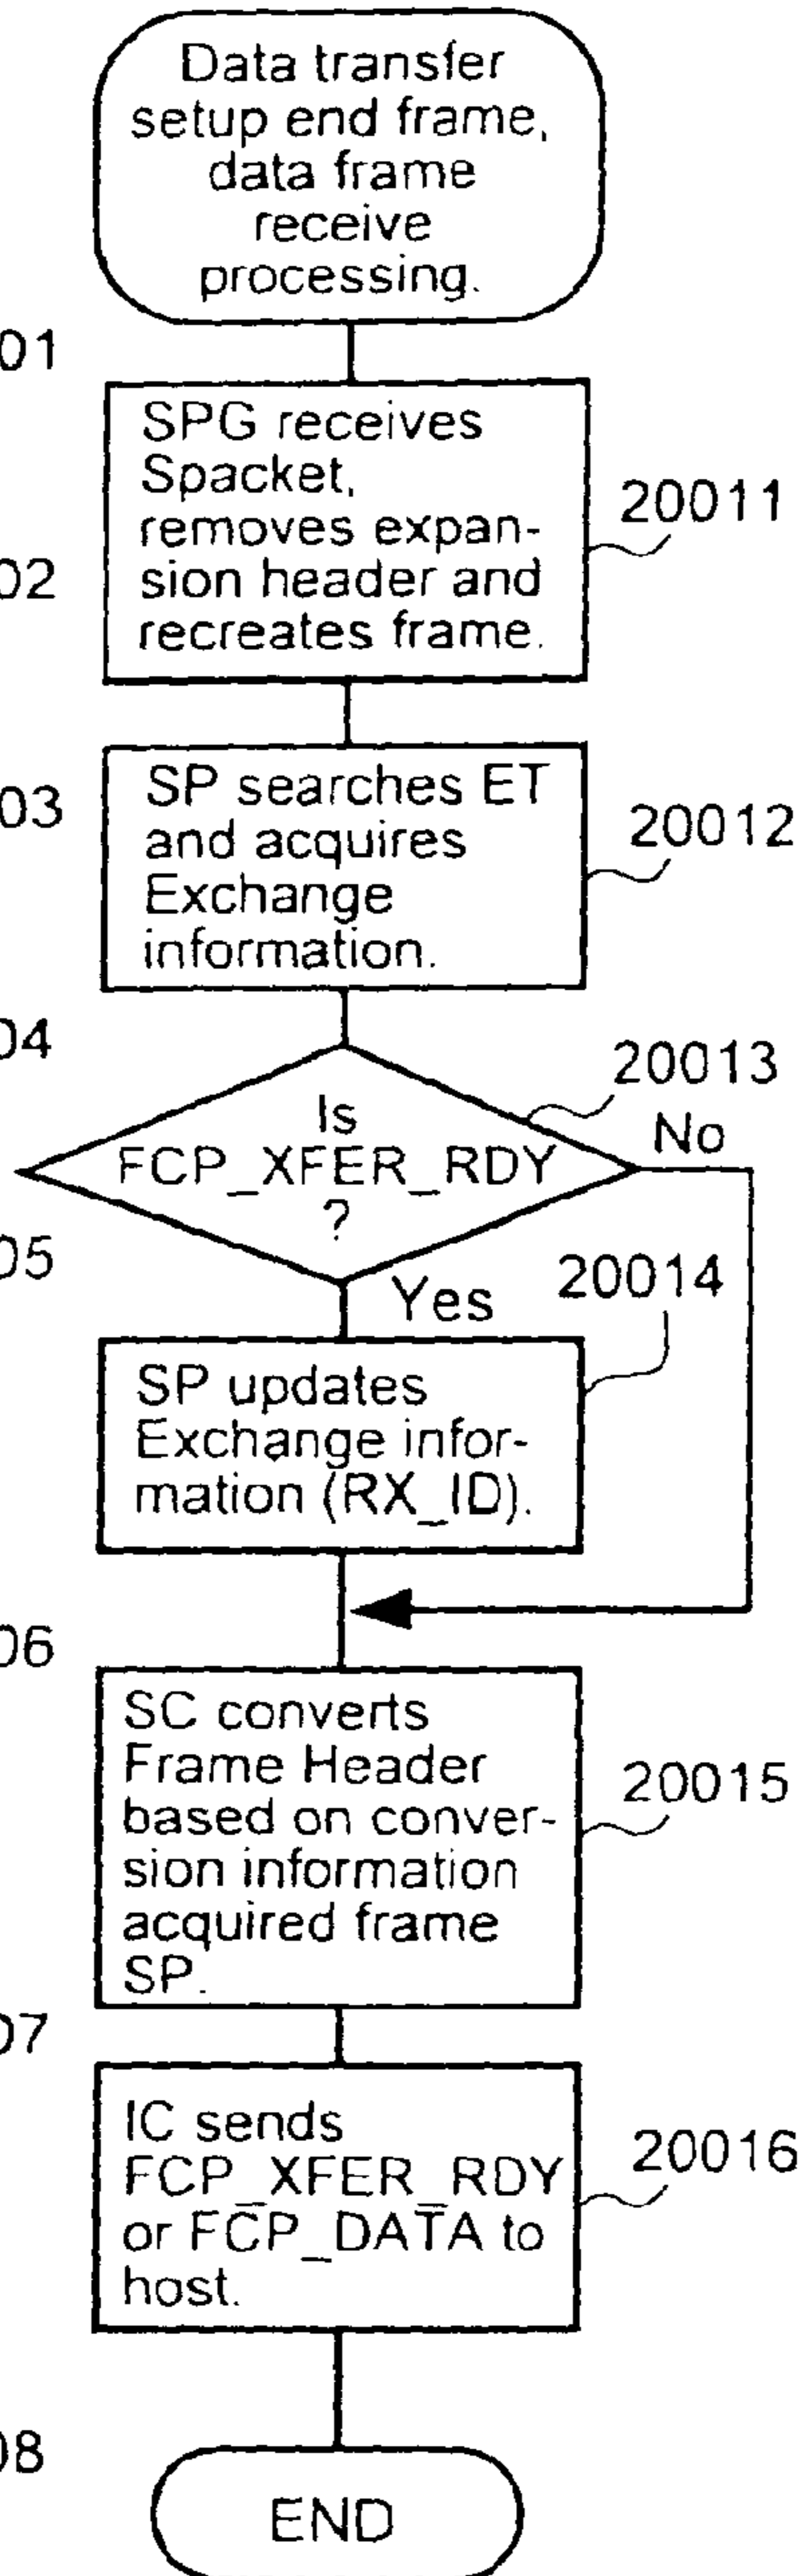 Data transfer
setup end frame,
data frame
receive
processing.
01
SPG receives
Spacket,
removes expan-
sion header and
recreates frame.
20011
02
03
SP searches ET
and acquires
Exchange
information.
20012
04
20013
Is
FCP_XFER_RDY
?
No
05
Yes
20014
SP updates
Exchange infor-
mation (RX_ID).
06
SC converts
Frame Header
based on conver-
sion information
acquired frame
SP.
20015
07
IC sends
FCP_XFER_RDY
or FCP_DATA to
host.
20016
08
END